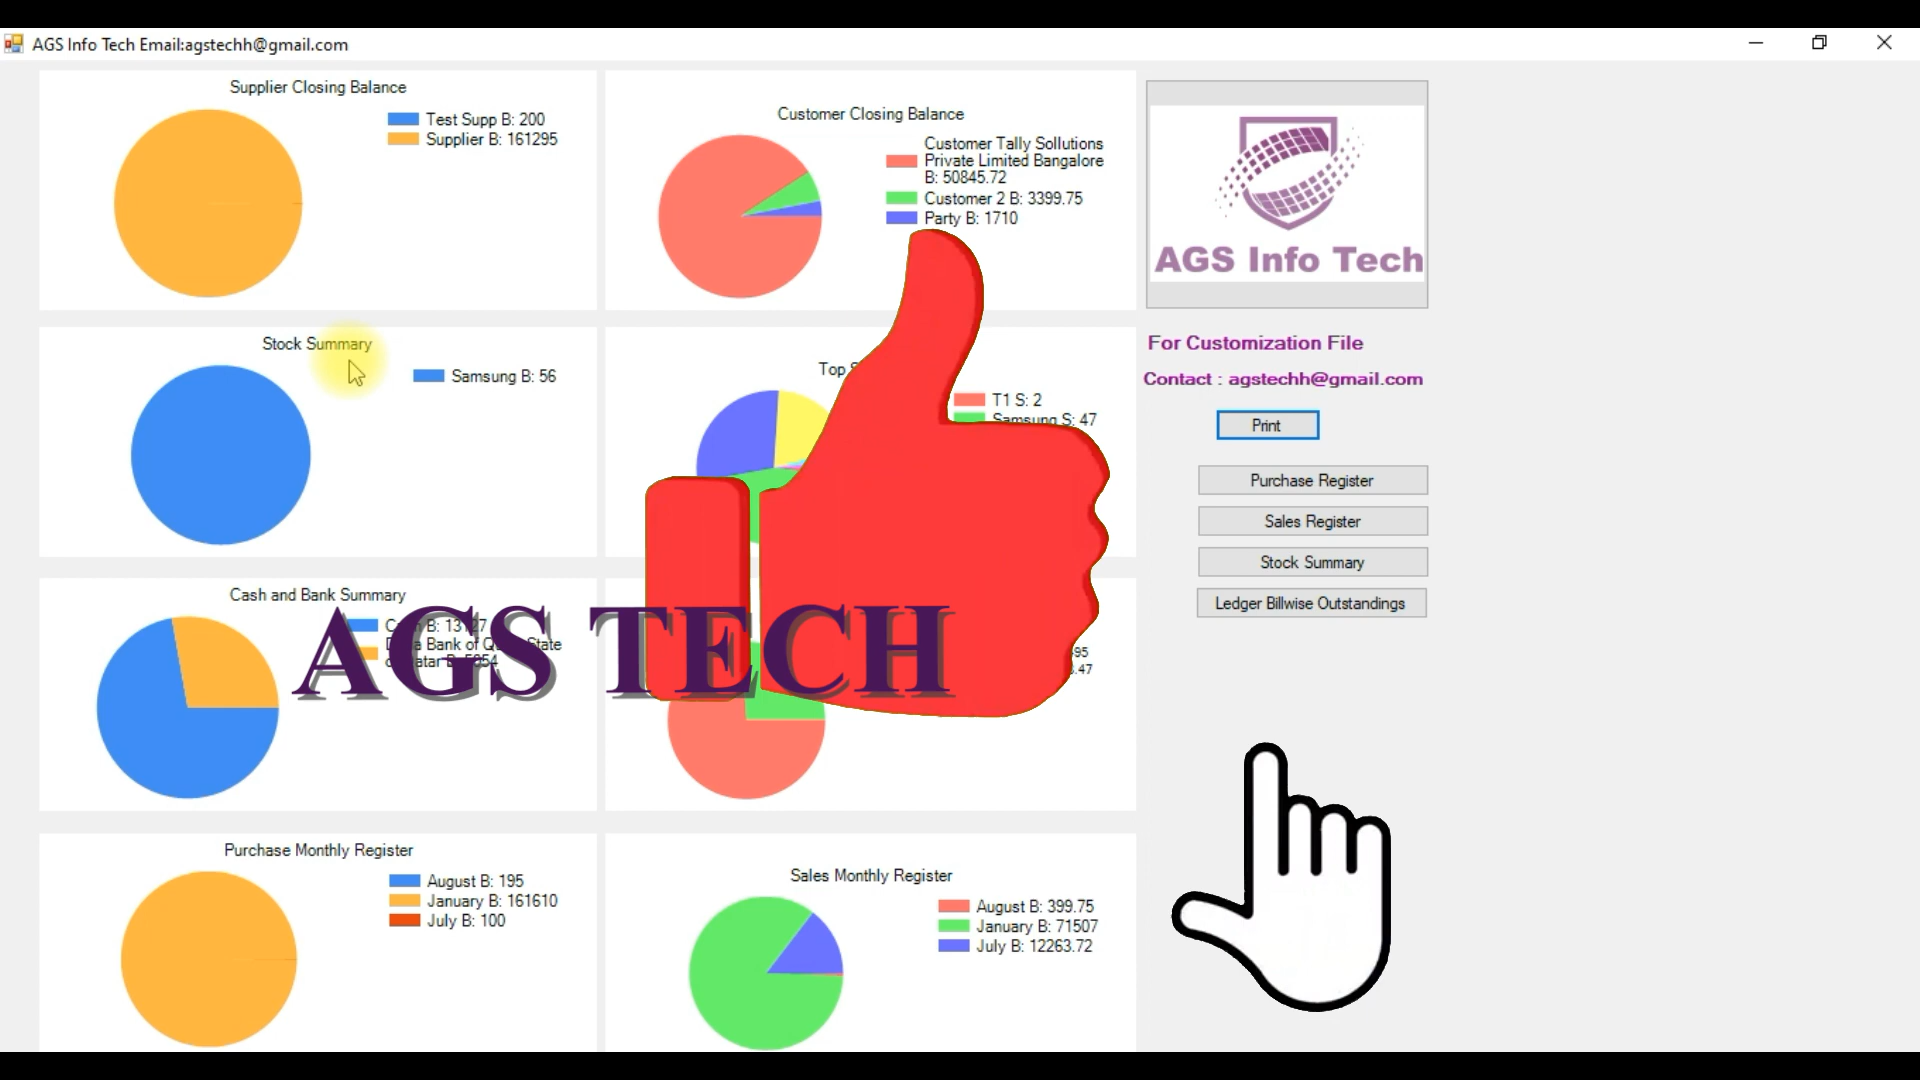 AGS Info Tech Email:agstechh@gmail.com
Supplier Closing Balance
Test Supp B: 200
Supplier B: 161295
Customer Closing Balance
Customer Tally Sollutions
Private Limited Bangalore
B: 50845.72
Customer 2 B: 3399.75
Party B: 1710
AGS Info Tech
For Customization File
Contact : agstechh@gmail.com
Print
Purchase Register
Sales Register
Stock Summary
Ledger Billwise Outstandings
Stock Summary
Samsung B: 56
Top
T1 S: 2
Samsung S: 47
Cash and Bank Summary
B:
Bank of
AGS TECH
Purchase Monthly Register
August B: 195
January B: 161610
July B: 100
Sales Monthly Register
August B: 399.75
January B: 71507
July B: 12263.72